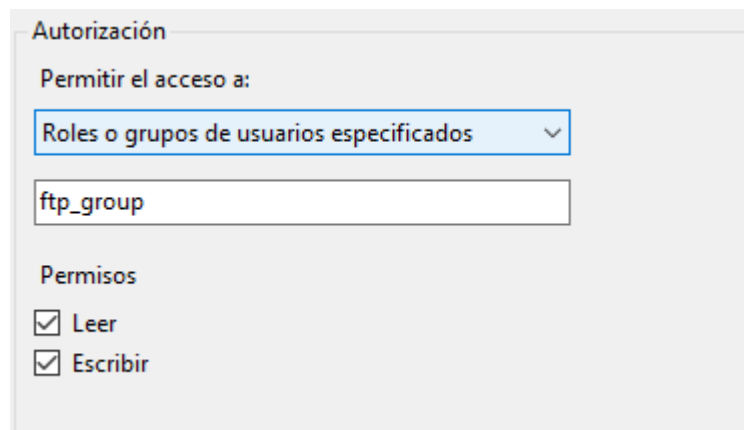 Autorización
Permitir el acceso a:
Roles o grupos de usuarios especificados
ftp_group
Permisos
Leer
Escribir